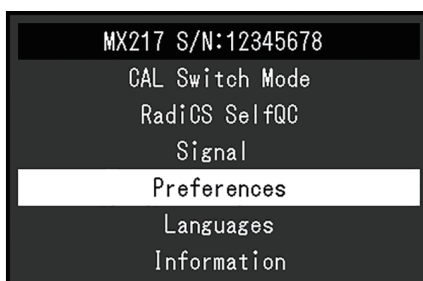 MX217 S/N:12345678
CAL Switch Mode
RadiCS SelfQC
Signal
Preferences
Languages
Information